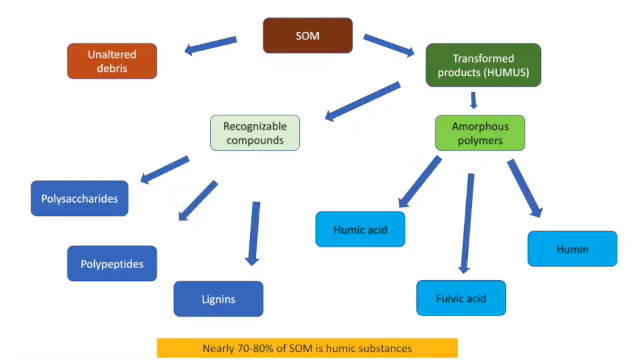 SOM
Unaltered
debris
Transformed
products (HUMUS)
Recognizable
compounds
Amorphous
polymers
Polysaccharides
Polypeptides
Lignins
Humic acid
Fulvic acid
Humin
Nearly 70-80% of SOM is humic substances